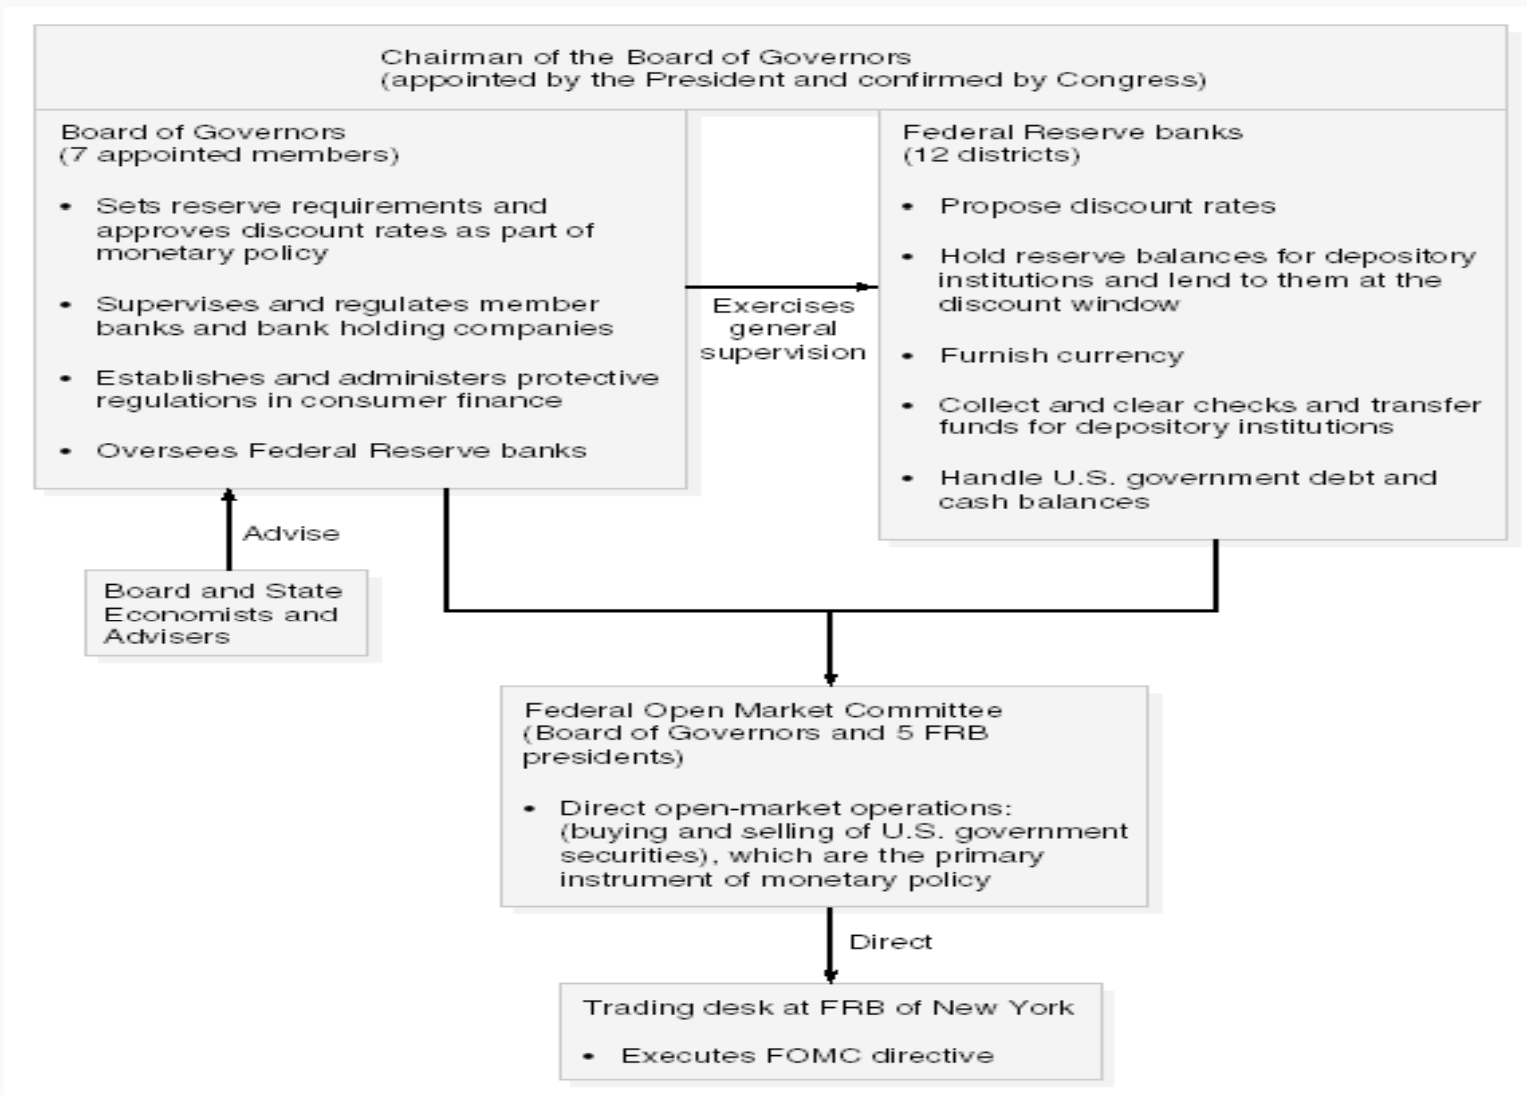 Chairman of the Board of Governors
(appointed by the President and confirmed by Congress)
Board of Governors
(7 appointed members)
• Sets reserve requirements and
approves discount rates as part of
monetary policy
• Supervises and regulates member
banks and bank holding companies
• Establishes and administers protective
regulations in consumer finance
• Oversees Federal Reserve banks
Exercises
general
supervision
Federal Reserve banks
(12 districts)
• Propose discount rates
• Hold reserve balances for depository
institutions and lend to them at the
discount window
• Furnish currency
• Collect and clear checks and transfer
funds for depository institutions
• Handle U.S. government debt and
cash balances
Advise
Board and State
Economists and
Advisers
Federal Open Market Committee
(Board of Governors and 5 FRB
presidents)
• Direct open-market operations:
(buying and selling of U.S. government
securities), which are the primary
instrument of monetary policy
Direct
Trading desk at FRB of New York
• Executes FOMC directive